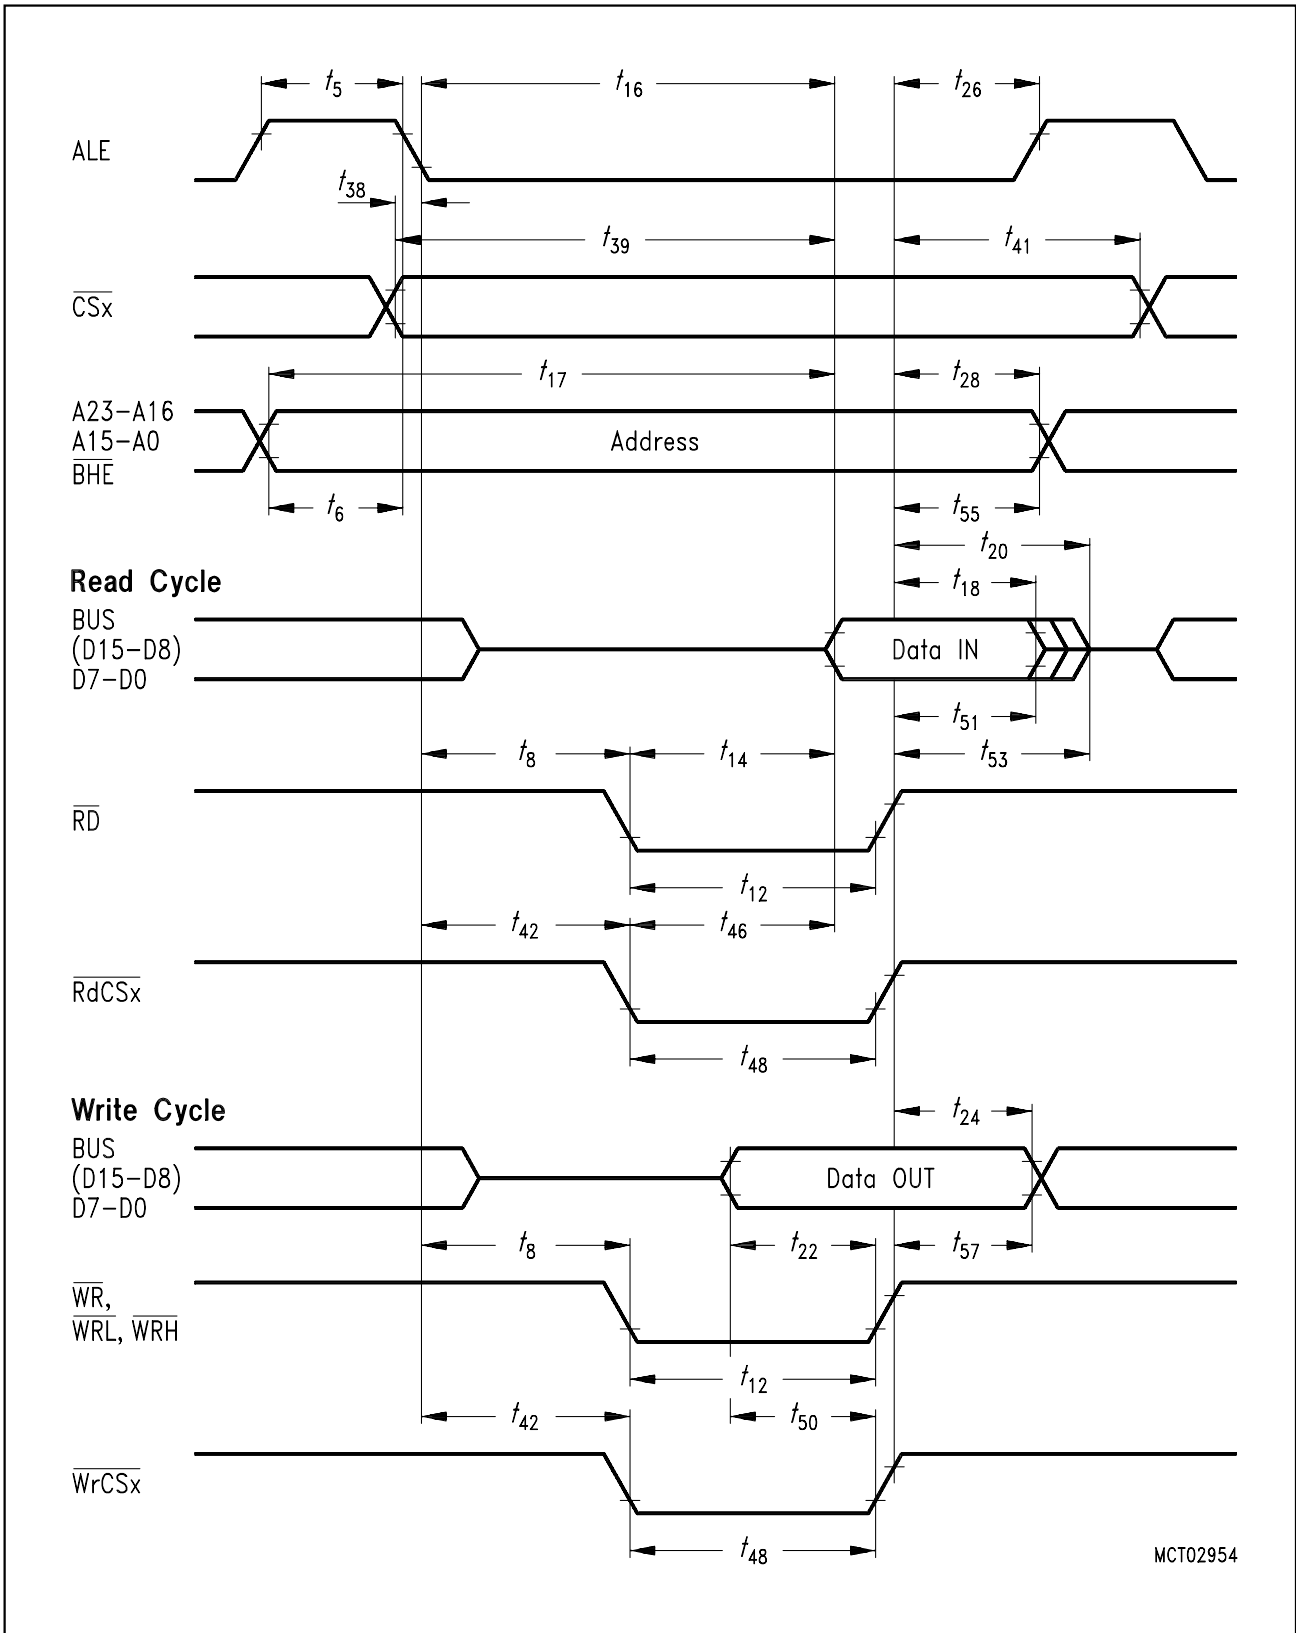 t5 t16 t26
ALE
t38
t39 t41
CSx
t17 t28
A23-A16
A15-A0
BHE
Address
t6 t55
t20
Read Cycle
t18
BUS
(D15-D8)
D7-D0
Data IN
t51
t8 t14 t53
RD
t12
t42 t46
RdCSx
t48
Write Cycle
t24
BUS
(D15-D8)
D7-D0
Data OUT
t8 t22 t57
WR,
WRL, WRH
t12
t42 t50
WrCSx
t48
MCT02954